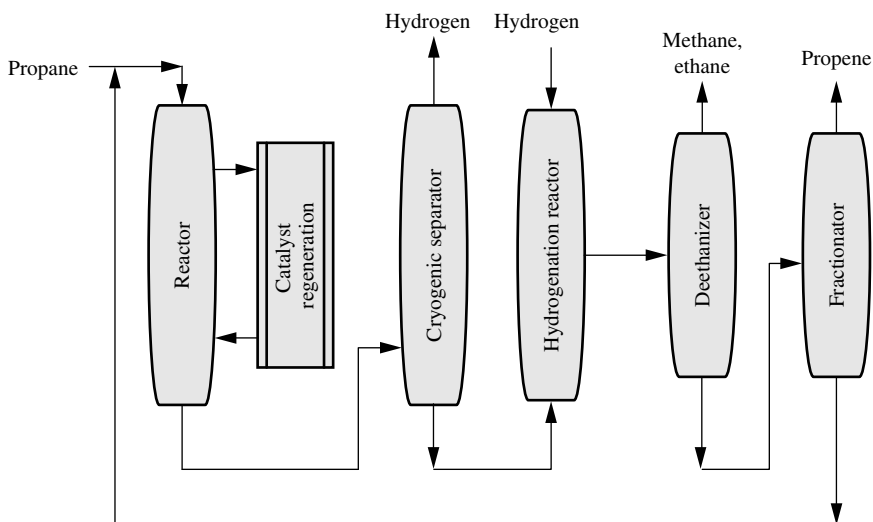 Hydrogen
Hydrogen
Methane,
ethane
Propene
Propane
Reactor
Catalyst
regeneration
Cryogenic separator
Hydrogenation reactor
Deethanizer
Fractionator